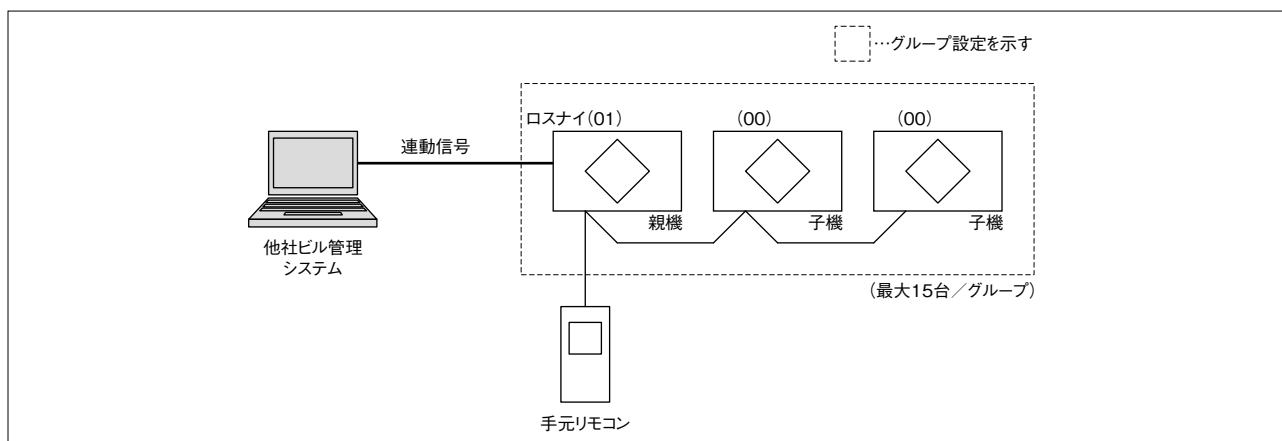 …グループ設定を示す
ロスナイ(01)
(00)
(00)
連動信号
親機
子機
子機
他社ビル管理
システム
(最大15台／グループ)
手元リモコン